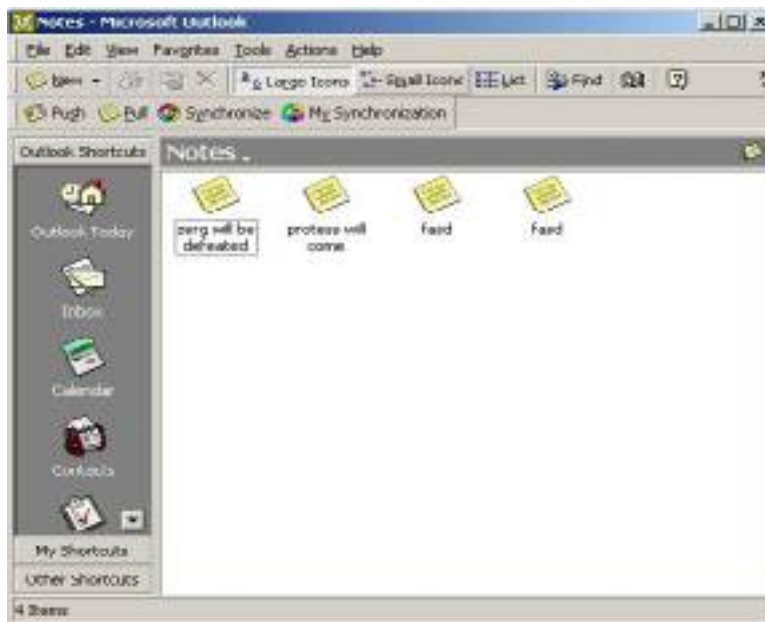 Notes - Microsoft Outlook
File Edit View Favorites Tools Actions Help
New Large Icons Small Icons List Find
Push Pull Synchronize My Synchronization
Outlook Shortcuts
Notes .
Outlook Today
Inbox
Calendar
Contacts
My Shortcuts
Other Shortcuts
zerg will be
defeated
protess will
come
4 Items